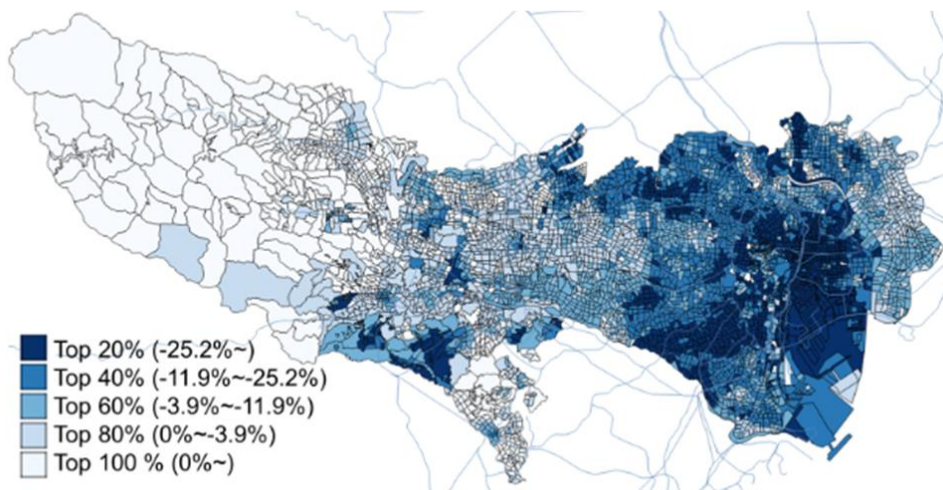 Top 20% (-25.2%~)
Top 40% (-11.9%~-25.2%)
Top 60% (-3.9%~-11.9%)
Top 80% (0%~-3.9%)
Top 100 % (0%~)